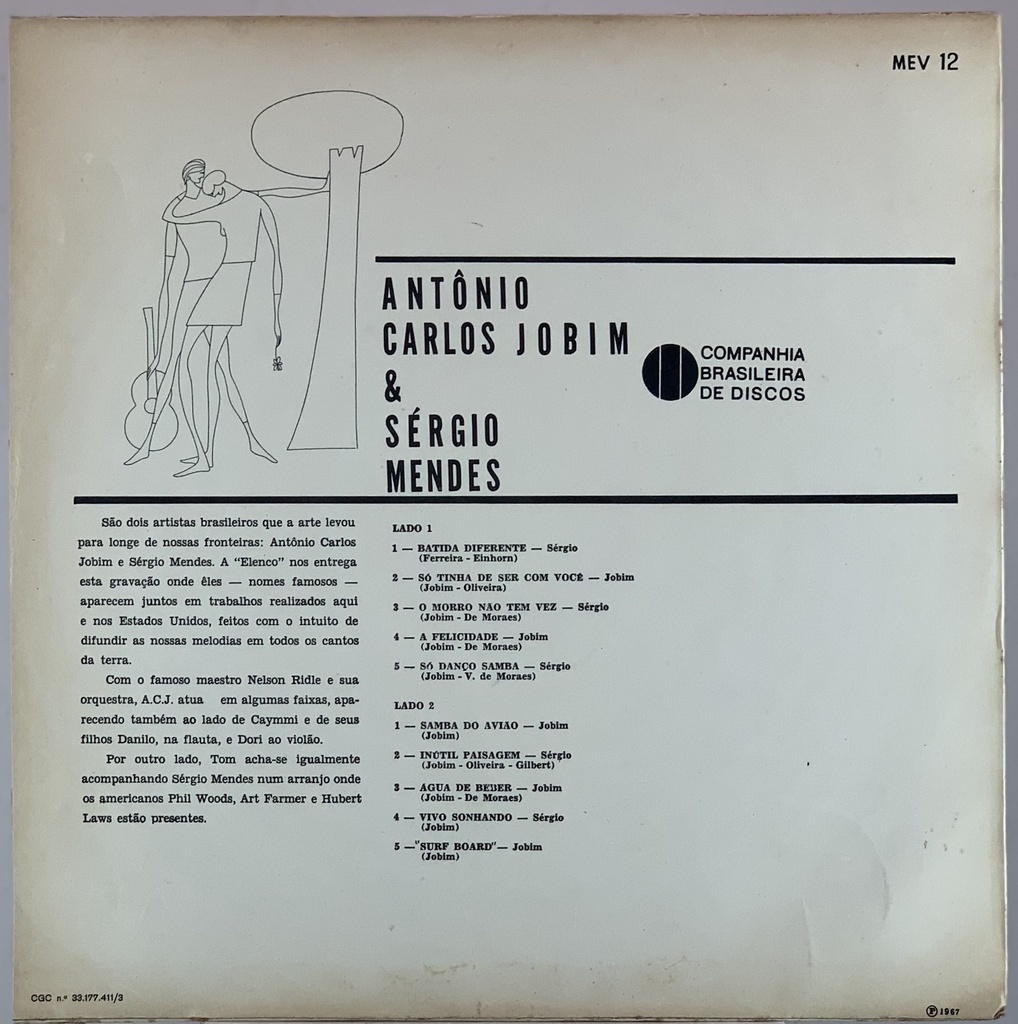 MEV 12
ANTÔNIO
CARLOS JOBIM
&
SÉRGIO
MENDES
COMPANHIA
BRASILEIRA
DE DISCOS
São dois artistas brasileiros que a arte levou
para longe de nossas fronteiras: Antônio Carlos
Jobim e Sérgio Mendes. A “Elenco” nos entrega
esta gravação onde êles — nomes famosos —
aparecem juntos em trabalhos realizados aqui
e nos Estados Unidos, feitos com o intuito de
difundir as nossas melodias em todos os cantos
da terra.
Com o famoso maestro Nelson Ridle e sua
orquestra, A.C.J. atua em algumas faixas, apa-
recendo também ao lado de Caymmi e de seus
filhos Danilo, na flauta, e Dori ao violão.
Por outro lado, Tom acha-se igualmente
acompanhando Sérgio Mendes num arranjo onde
os americanos Phil Woods, Art Farmer e Hubert
Laws estão presentes.
LADO 1
1 — BATIDA DIFERENTE — Sérgio
(Ferreira - Einhorn)
2 — SÓ TINHA DE SER COM VOCÊ — Jobim
(Jobim - Oliveira)
3 — O MORRO NÃO TEM VEZ — Sérgio
(Jobim - De Moraes)
4 — A FELICIDADE — Jobim
(Jobim - De Moraes)
5 — SÓ DANÇO SAMBA — Sérgio
(Jobim - V. de Moraes)
LADO 2
1 — SAMBA DO AVIÃO — Jobim
(Jobim)
2 — INÚTIL PAISAGEM — Sérgio
(Jobim - Oliveira - Gilbert)
3 — ÁGUA DE BEBER — Jobim
(Jobim - De Moraes)
4 — VIVO SONHANDO — Sérgio
(Jobim)
5 — "SURF BOARD" — Jobim
(Jobim)
CGC n.º 33.177.411/3
Ⓟ 1967